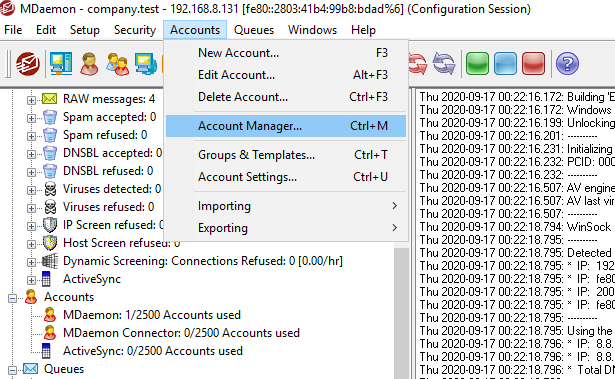 MDaemon - company.test - 192.168.8.131 [fe80::2803:41b4:99b8:bdad%6] (Configuration Session)
File Edit Setup Security Accounts Queues Windows Help
New Account... F3
Edit Account... Alt+F3
Delete Account... Ctrl+F3
Account Manager... Ctrl+M
Groups & Templates... Ctrl+T
Account Settings... Ctrl+U
Importing
Exporting
RAW messages: 4
Spam accepted: 0
Spam refused: 0
DNSBL accepted: 0
DNSBL refused: 0
Viruses detected: 0
Viruses refused: 0
IP Screen refused: 0
Host Screen refused: 0
Dynamic Screening: Connections Refused: 0 [0.00/hr]
ActiveSync
Accounts
MDaemon: 1/2500 Accounts used
MDaemon Connector: 0/2500 Accounts used
ActiveSync: 0/2500 Accounts used
Queues
Thu 2020-09-17 00:22:16.172: Building 'E
Thu 2020-09-17 00:22:16.172: Windows
Thu 2020-09-17 00:22:16.199: Unlocking
Thu 2020-09-17 00:22:16.201: ----------
Thu 2020-09-17 00:22:16.231: Initializing
Thu 2020-09-17 00:22:16.232: PCID: 000
Thu 2020-09-17 00:22:16.232: ----------
Thu 2020-09-17 00:22:16.507: AV engine
Thu 2020-09-17 00:22:16.507: AV last vir
Thu 2020-09-17 00:22:16.507: ----------
Thu 2020-09-17 00:22:18.794: WinSock
Thu 2020-09-17 00:22:18.795: ----------
Thu 2020-09-17 00:22:18.795: Detected
Thu 2020-09-17 00:22:18.795: * IP: 192
Thu 2020-09-17 00:22:18.795: * IP: fe80
Thu 2020-09-17 00:22:18.795: * IP: 200
Thu 2020-09-17 00:22:18.795: * IP: fe80
Thu 2020-09-17 00:22:18.795: ----------
Thu 2020-09-17 00:22:18.795: Using the
Thu 2020-09-17 00:22:18.795: * IP: 8.8.
Thu 2020-09-17 00:22:18.795: * IP: 8.8.
Thu 2020-09-17 00:22:18.795: * Total DN